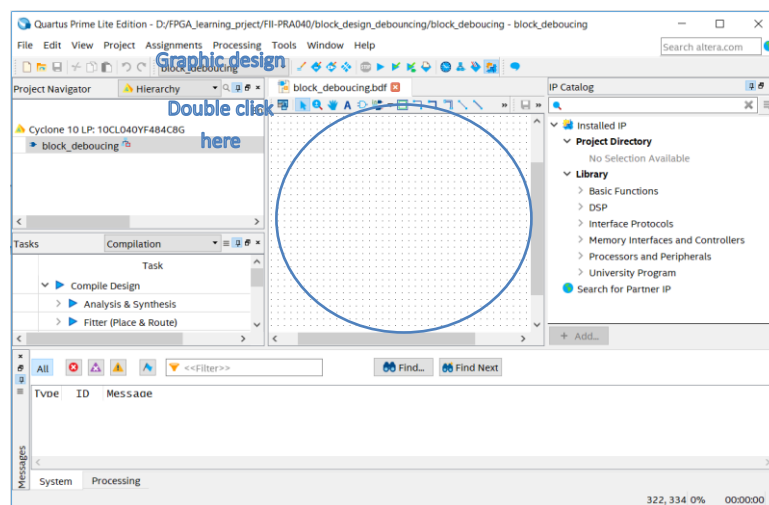 Quartus Prime Lite Edition - D:/FPGA_learning_prject/FII-PRA040/block_design_debouncing/block_deboucing - block_deboucing
File Edit View Project Assignments Processing Tools Window Help
Search altera.com
block_deboucing
Graphic design
Project Navigator
Hierarchy
block_deboucing.bdf
IP Catalog
Double click
here
Cyclone 10 LP: 10CL040YF484C8G
block_deboucing
Installed IP
Project Directory
No Selection Available
Library
Basic Functions
DSP
Interface Protocols
Memory Interfaces and Controllers
Processors and Peripherals
University Program
Search for Partner IP
+ Add...
Tasks
Compilation
Task
Compile Design
Analysis & Synthesis
Fitter (Place & Route)
All
<<Filter>>
Find...
Find Next
Type ID Message
Messages
System Processing
322, 334 0% 00:00:00